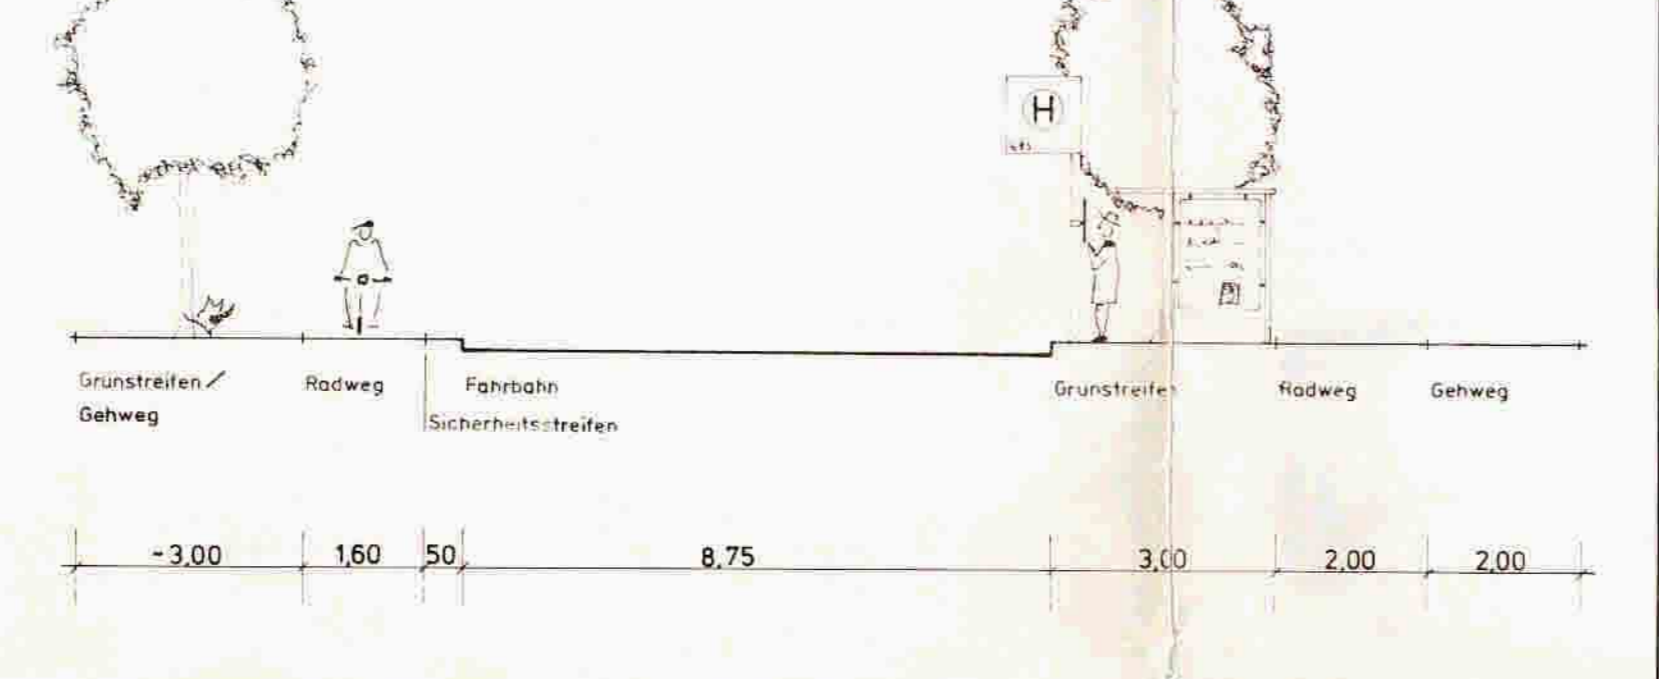 H
Grünstreifen /
Gehweg
Radweg
Fahrbahn
Sicherheitsstreifen
Grünstreifen
Radweg
Gehweg
~3,00
1,60
50
8,75
3,00
2,00
2,00